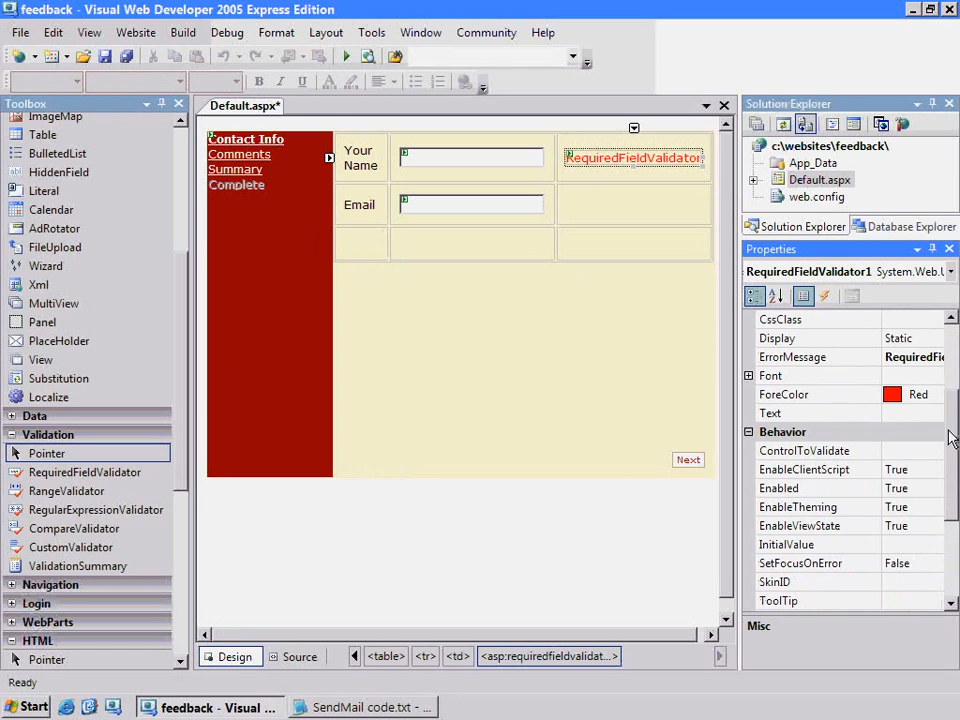 feedback - Visual Web Developer 2005 Express Edition
File Edit View Website Build Debug Format Layout Tools Window Community Help
Toolbox
ImageMap
Table
BulletedList
HiddenField
Literal
Calendar
AdRotator
FileUpload
Wizard
Xml
MultiView
Panel
PlaceHolder
View
Substitution
Localize
Data
Validation
Pointer
RequiredFieldValidator
RangeValidator
RegularExpressionValidator
CompareValidator
CustomValidator
ValidationSummary
Navigation
Login
WebParts
HTML
Pointer
Default.aspx*
Contact Info
Comments
Summary
Complete
Your
Name
RequiredFieldValidator
Email
Next
Design
Source
<table> <tr> <td> <asp:requiredfieldvalidat...>
Solution Explorer
c:\websites\feedback\
App_Data
Default.aspx
web.config
Solution Explorer
Database Explorer
Properties
RequiredFieldValidator1 System.Web.U
CssClass
Display Static
ErrorMessage RequiredFie
Font
ForeColor Red
Text
Behavior
ControlToValidate
EnableClientScript True
Enabled True
EnableTheming True
EnableViewState True
InitialValue
SetFocusOnError False
SkinID
ToolTip
Misc
Ready
Start
feedback - Visual W...
SendMail code.txt - ...